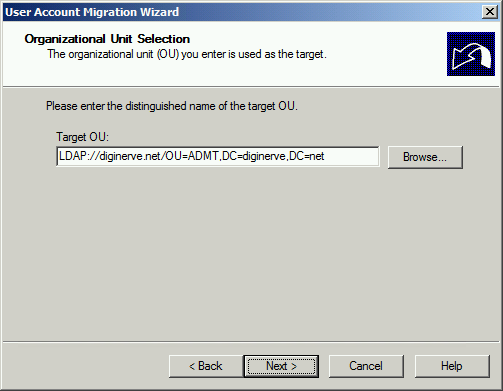 User Account Migration Wizard
Organizational Unit Selection
The organizational unit (OU) you enter is used as the target.
Please enter the distinguished name of the target OU.
Target OU:
LDAP://diginerve.net/OU=ADMT,DC=diginerve,DC=net
Browse...
< Back
Next >
Cancel
Help